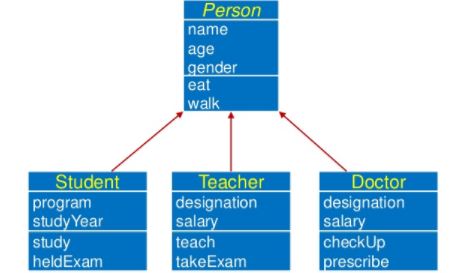 Person
name
age
gender
eat
walk
Student
program
studyYear
study
heldExam
Teacher
designation
salary
teach
takeExam
Doctor
designation
salary
checkUp
prescribe